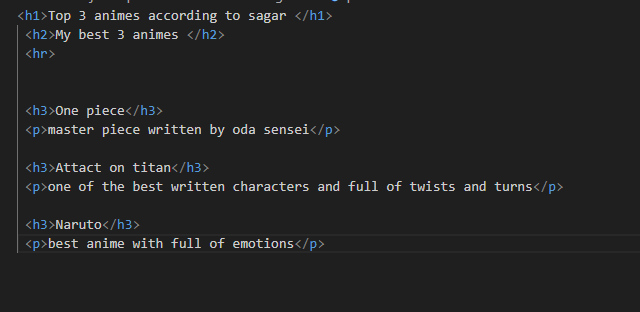 <h1>Top 3 animes according to sagar </h1>
<h2>My best 3 animes </h2>
<hr>
<h3>One piece</h3>
<p>master piece written by oda sensei</p>
<h3>Attact on titan</h3>
<p>one of the best written characters and full of twists and turns</p>
<h3>Naruto</h3>
<p>best anime with full of emotions</p>